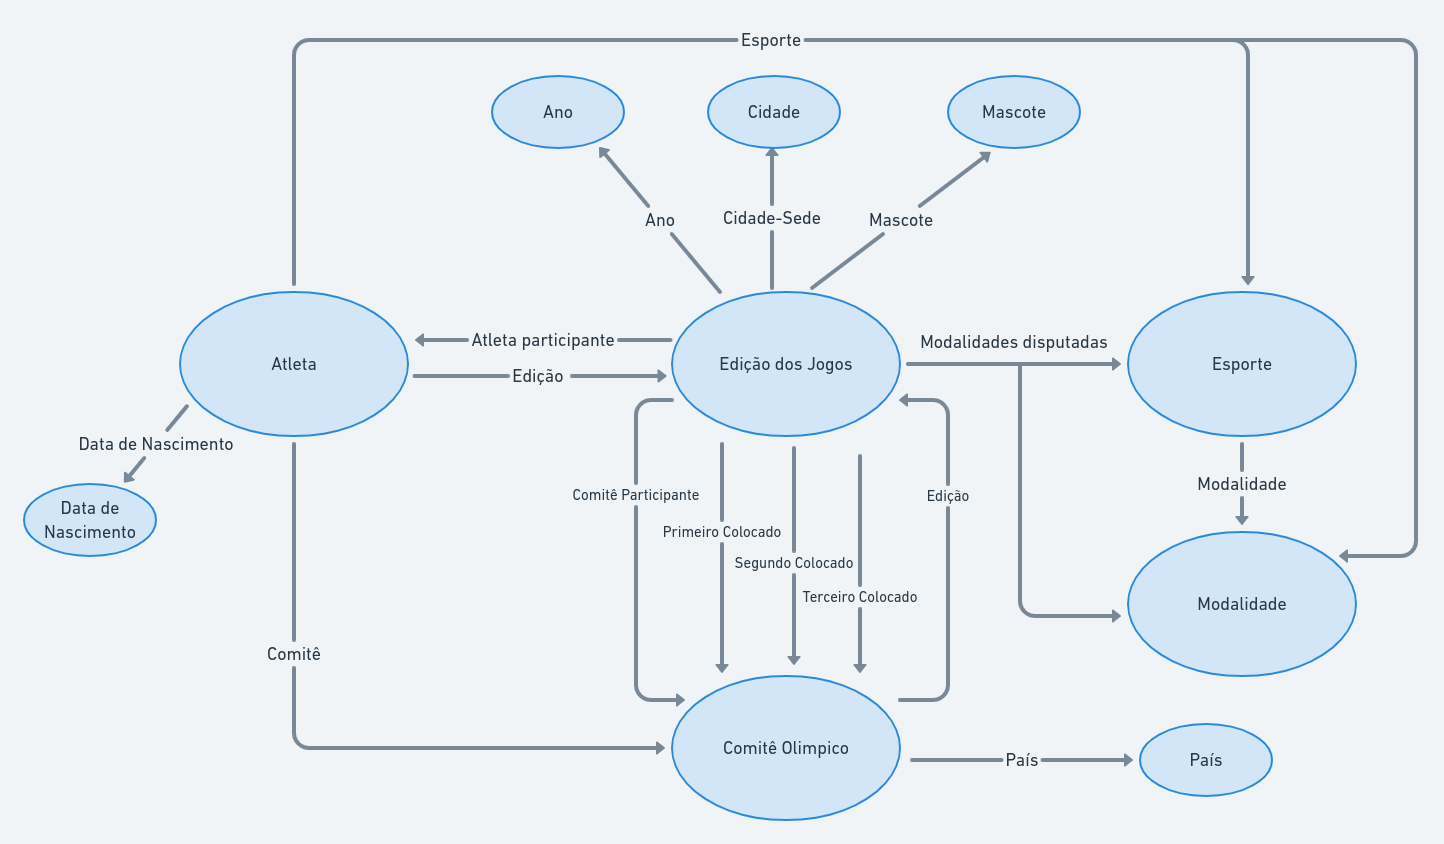 Esporte
Ano
Cidade
Mascote
Ano
Cidade-Sede
Mascote
Atleta participante
Modalidades disputadas
Atleta
Edição dos Jogos
Esporte
Edição
Data de Nascimento
Modalidade
Comitê Participante
Edição
Data de
Nascimento
Primeiro Colocado
Segundo Colocado
Terceiro Colocado
Modalidade
Comitê
Comitê Olimpico
País
País